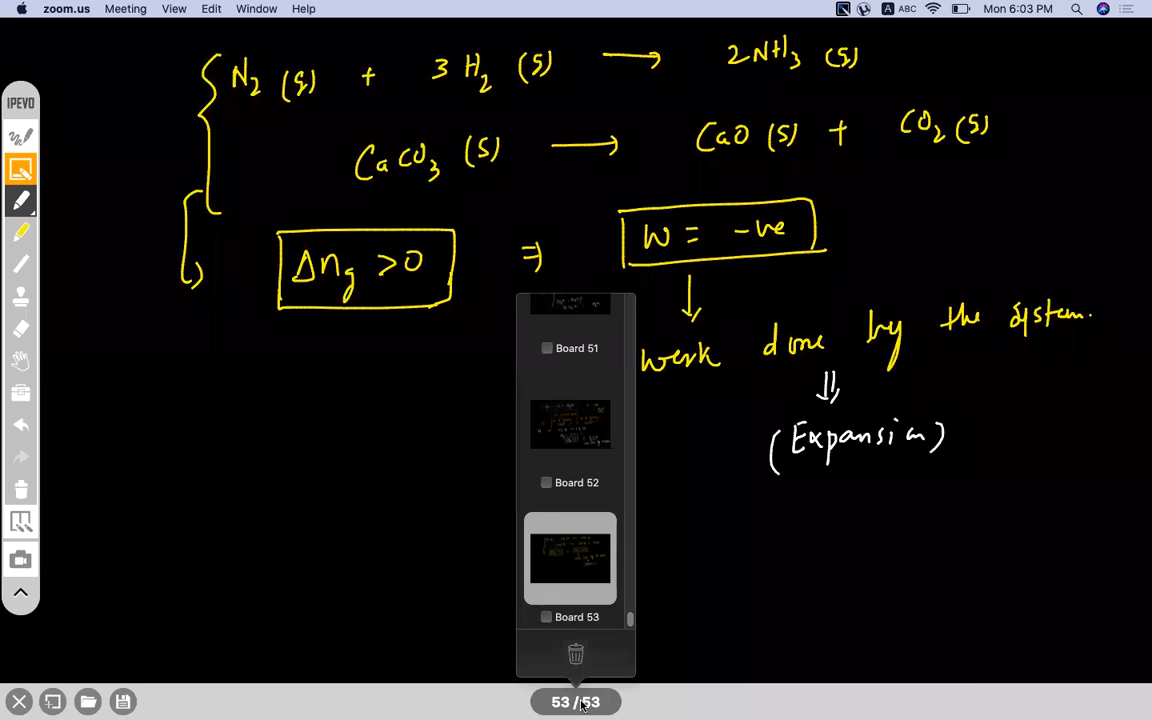 zoom.us Meeting View Edit Window Help
A ABC Mon 6:03 PM
IPEVO
N₂ (g) + 3 H₂ (g) ⟶ 2NH₃ (g)
CaCO₃ (s) ⟶ CaO (s) + CO₂ (g)
Δn_g >0 ⇒ W = -ve
Work done by the system.
(Expansion)
Board 51
Board 52
Board 53
53 / 53